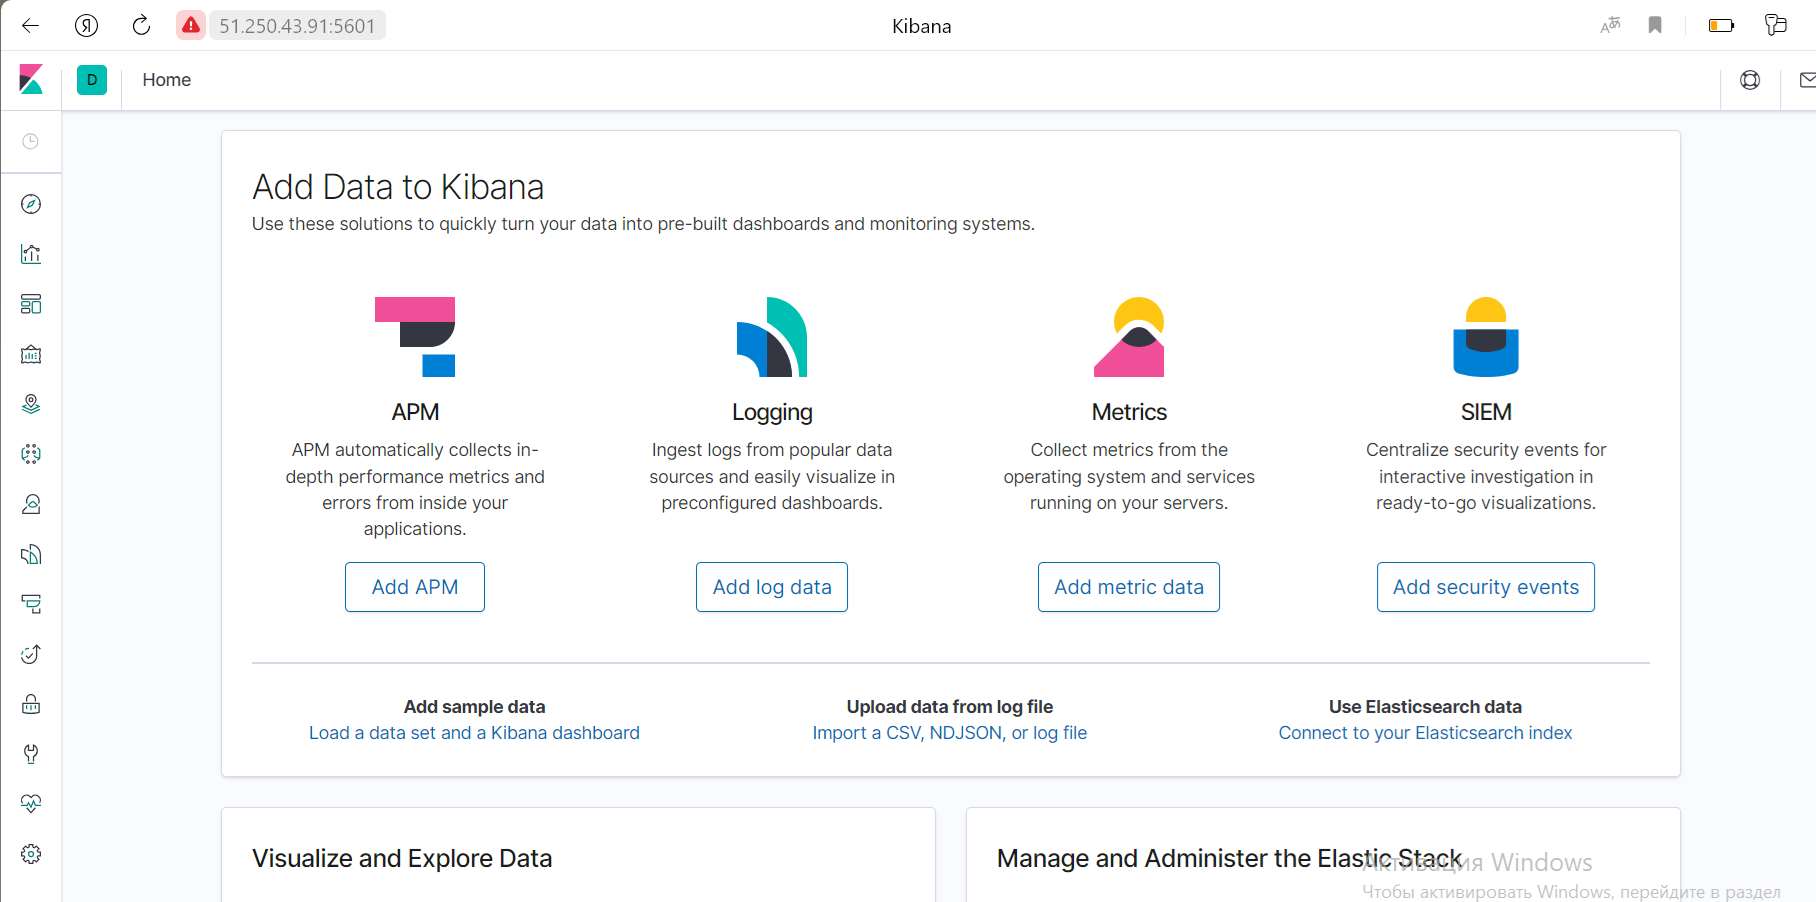 Я
51.250.43.91:5601
Kibana
D
Home
Add Data to Kibana
Use these solutions to quickly turn your data into pre-built dashboards and monitoring systems.
APM
APM automatically collects in-
depth performance metrics and
errors from inside your
applications.
Add APM
Logging
Ingest logs from popular data
sources and easily visualize in
preconfigured dashboards.
Add log data
Metrics
Collect metrics from the
operating system and services
running on your servers.
Add metric data
SIEM
Centralize security events for
interactive investigation in
ready-to-go visualizations.
Add security events
Add sample data
Load a data set and a Kibana dashboard
Upload data from log file
Import a CSV, NDJSON, or log file
Use Elasticsearch data
Connect to your Elasticsearch index
Visualize and Explore Data
Manage and Administer the Elastic Stack
Активация Windows
Чтобы активировать Windows, перейдите в раздел